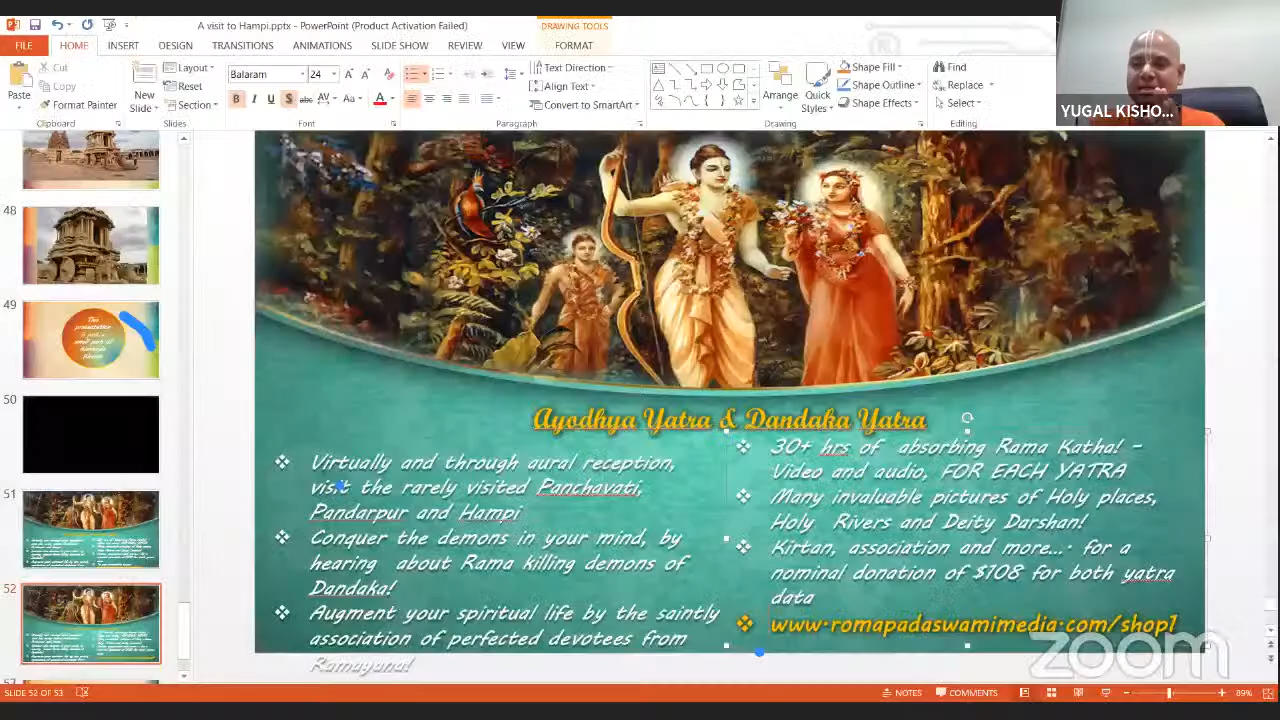 A visit to Hampi.pptx - PowerPoint (Product Activation Failed)
DRAWING TOOLS
FILE HOME INSERT DESIGN TRANSITIONS ANIMATIONS SLIDE SHOW REVIEW VIEW FORMAT
Paste
Cut
Copy
Format Painter
Clipboard
New
Slide
Layout
Reset
Section
Slides
Balaram 24
B I U S abc AV Aa A
Font
Text Direction
Align Text
Convert to SmartArt
Paragraph
Arrange
Quick
Styles
Shape Fill
Shape Outline
Shape Effects
Drawing
Find
Replace
Select
Editing
YUGAL KISHO...
48
49
This
presentation
50
51
52
Ayodhya Yatra & Dandaka Yatra
Virtually and through aural reception,
visit the rarely visited Panchavati,
Pandarpur and Hampi
Conquer the demons in your mind, by
hearing about Rama killing demons of
Dandaka!
Augment your spiritual life by the saintly
association of perfected devotees from
Ramayana!
30+ hrs of absorbing Rama Katha! –
Video and audio, FOR EACH YATRA
Many invaluable pictures of Holy places,
Holy Rivers and Deity Darshan!
Kirtan, association and more…. for a
nominal donation of $108 for both yatra
data
www.romapadaswamimedia.com/shop1
zoom
SLIDE 52 OF 53
NOTES
COMMENTS
89%